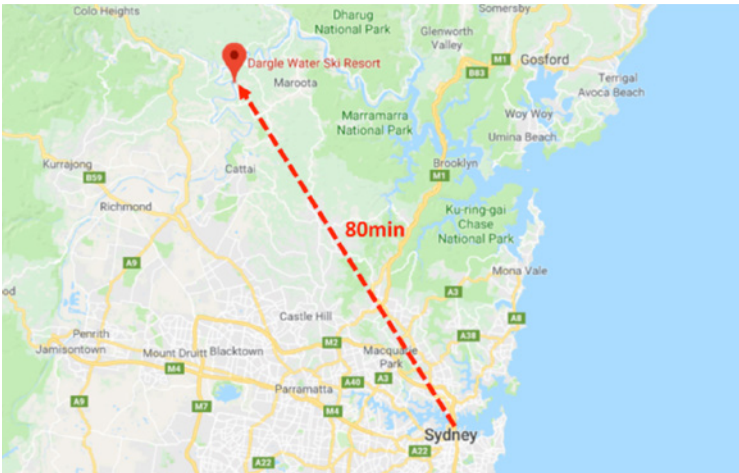 Colo Heights
Dharug
National Park
Somersby
Glenworth
Valley
M1
Gosford
B83
Dargle Water Ski Resort
Maroota
Terrigal
Avoca Beach
Marramarra
National Park
Woy Woy
Umina Beach
Kurrajong
B59
Cattai
Brooklyn
M1
Richmond
Ku-ring-gai
Chase
National Park
80min
A9
Mona Vale
od
A3
Castle Hill
A8
Penrith
Jamisontown
Mount Druitt
Blacktown
M2
Macquarie
Park
A38
M4
A3
Parramatta
A40
A9
M7
M4
Sydney
A22
A22